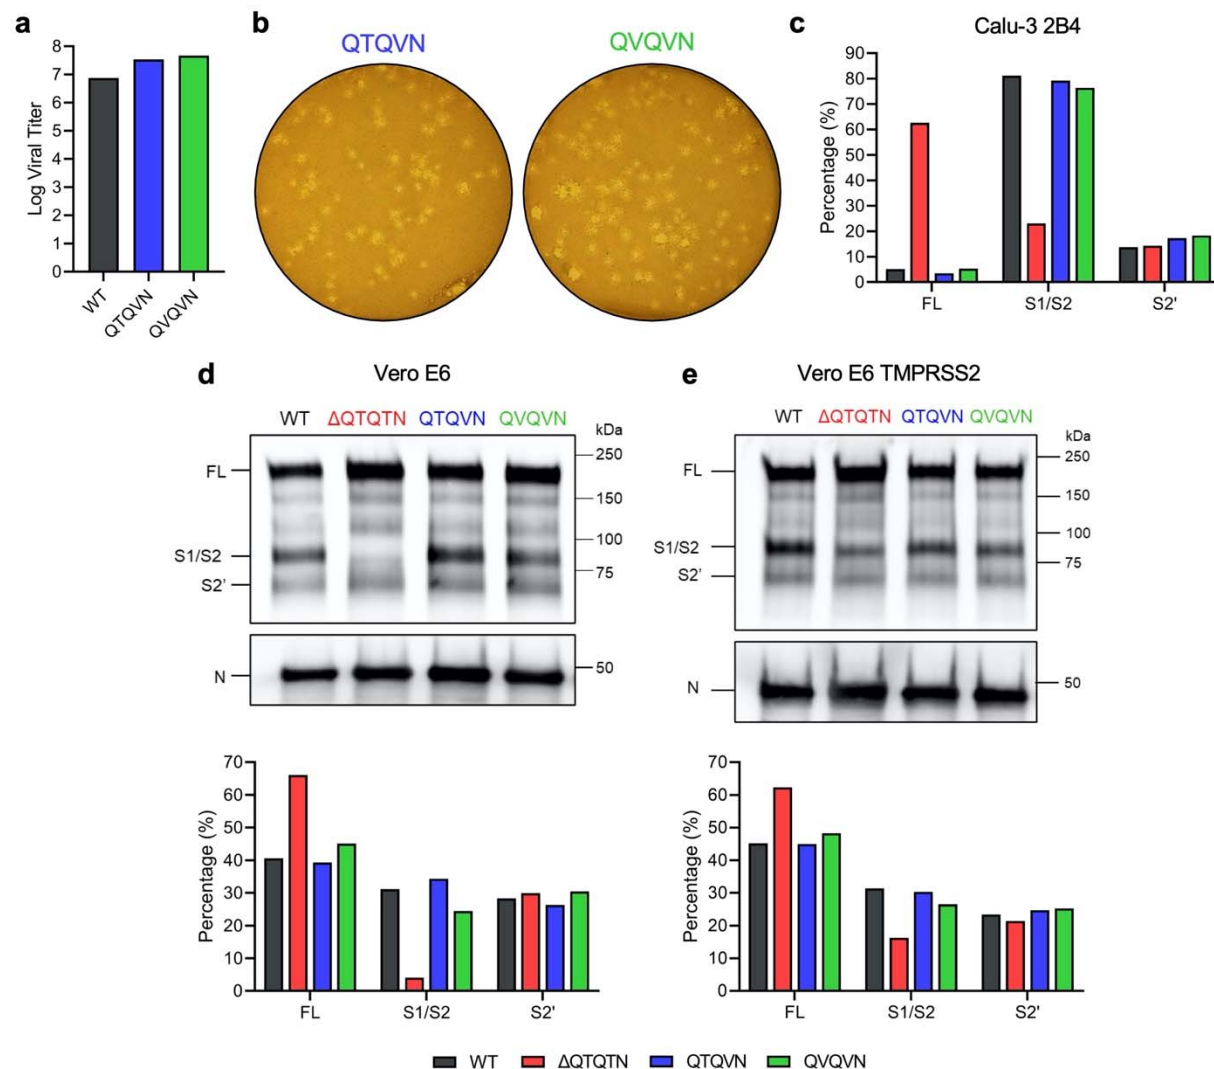 a
8
7
6
5
4
3
2
1
0
Log Viral Titer
WT
QTQVN
QVQVN
b
QTQVN
QVQVN
c
Calu-3 2B4
90
80
70
60
50
40
30
20
10
0
Percentage (%)
FL
S1/S2
S2'
d
Vero E6
WT
ΔQTQTN
QTQVN
QVQVN
kDa
FL
250
150
100
S1/S2
75
S2’
N
50
70
60
50
40
30
20
10
0
Percentage (%)
FL
S1/S2
S2'
e
Vero E6 TMPRSS2
WT
ΔQTQTN
QTQVN
QVQVN
kDa
250
FL
150
100
S1/S2
75
S2’
N
50
70
60
50
40
30
20
10
0
Percentage (%)
FL
S1/S2
S2'
WT
ΔQTQTN
QTQVN
QVQVN